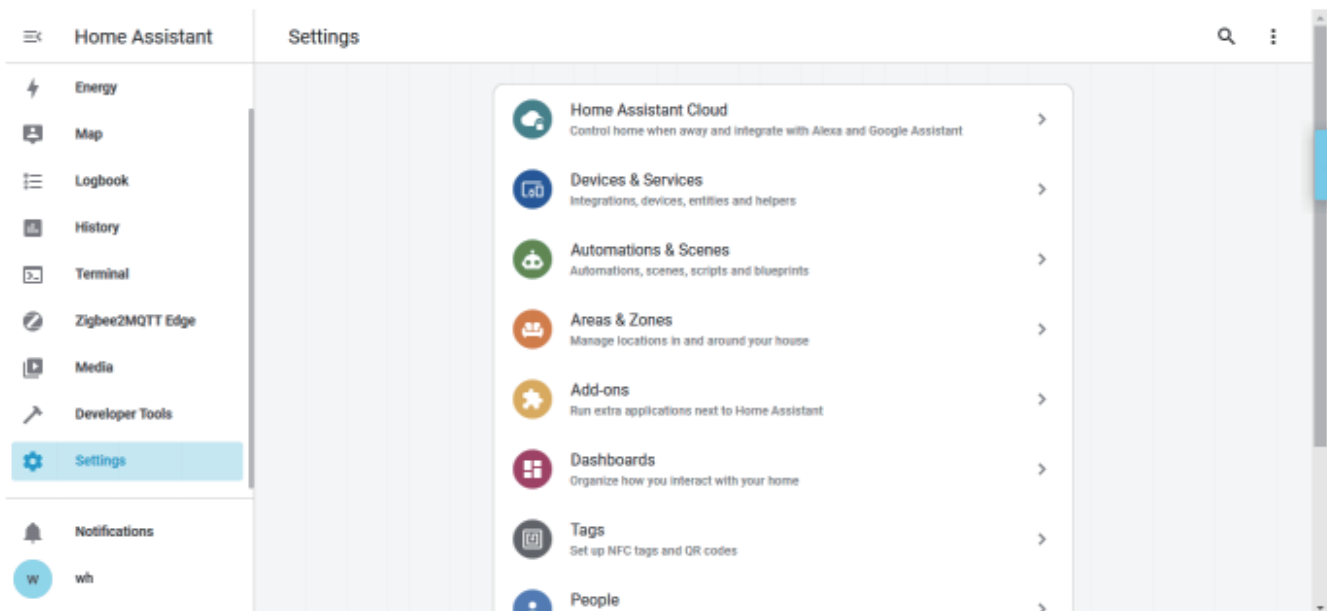 Home Assistant
Settings
Energy
Map
Logbook
History
Terminal
Zigbee2MQTT Edge
Media
Developer Tools
Settings
Notifications
w
wh
Home Assistant Cloud
Control home when away and integrate with Alexa and Google Assistant
Devices & Services
Integrations, devices, entities and helpers
Automations & Scenes
Automations, scenes, scripts and blueprints
Areas & Zones
Manage locations in and around your house
Add-ons
Run extra applications next to Home Assistant
Dashboards
Organize how you interact with your home
Tags
Set up NFC tags and QR codes
People